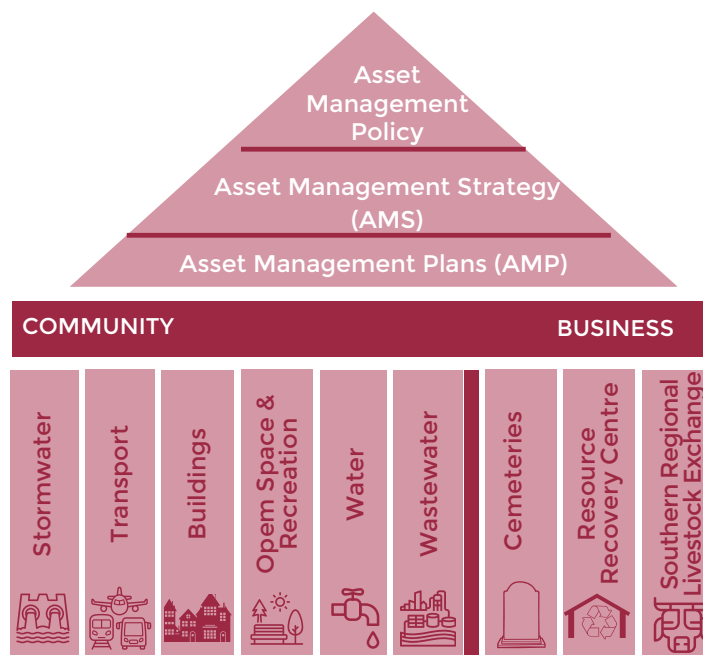 Asset
Management
Policy
Asset Management Strategy
(AMS)
Asset Management Plans (AMP)
COMMUNITY
BUSINESS
Stormwater
Transport
Buildings
Opem Space &
Recreation
Water
Wastewater
Cemeteries
Resource
Recovery Centre
Southern Regional
Livestock Exchange